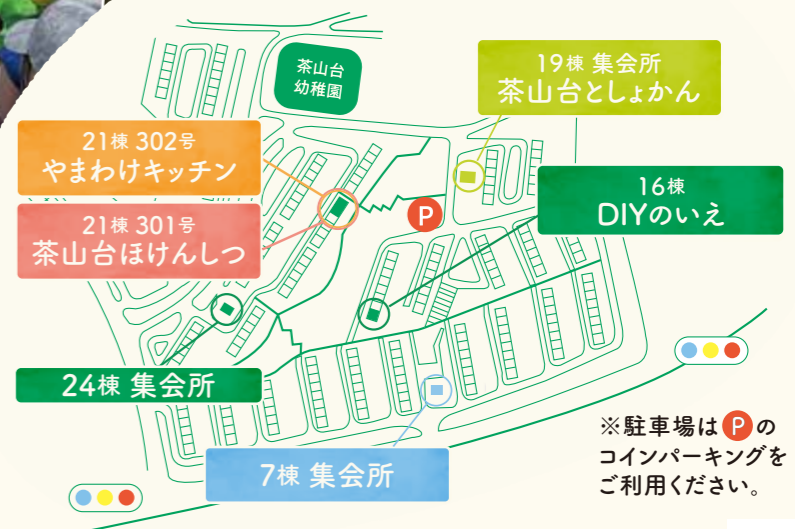 茶山台
幼稚園
19棟 集会所
茶山台としょかん
21棟 302号
やまわけキッチン
21棟 301号
茶山台ほけんしつ
16棟
DIYのいえ
P
24棟 集会所
7棟 集会所
※駐車場はPの
コインパーキングを
ご利用ください。